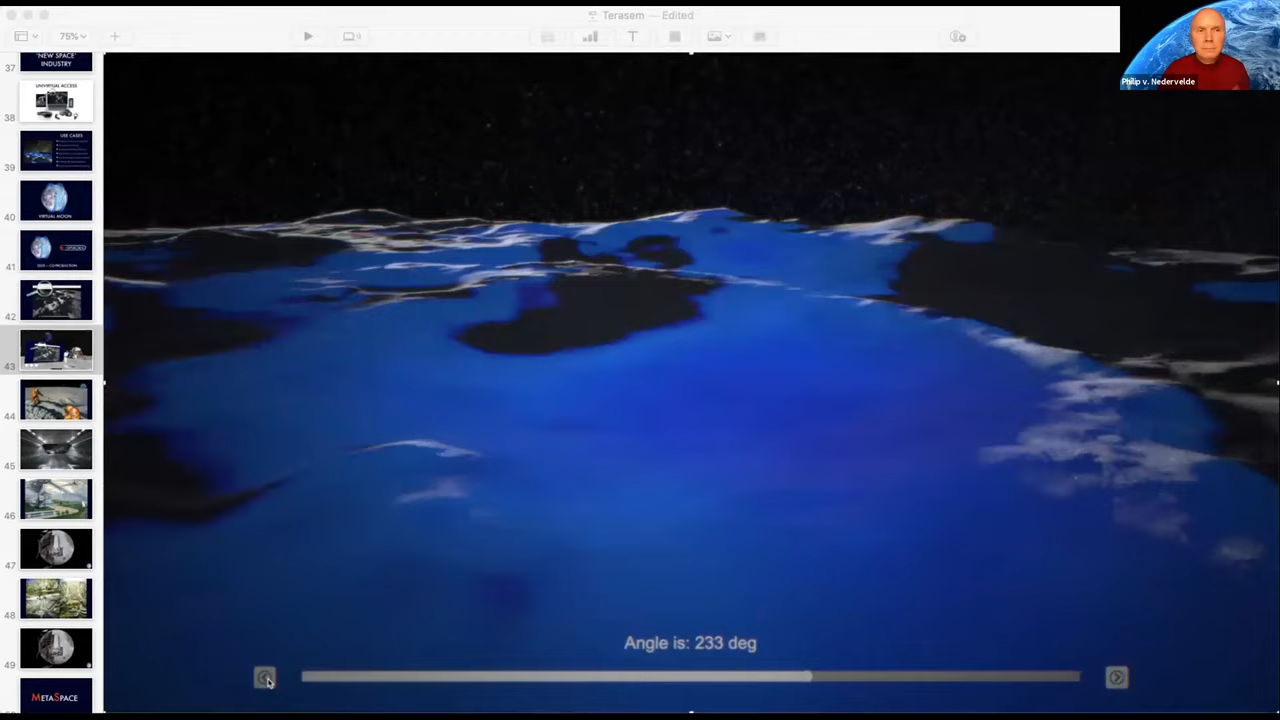 Terasem — Edited
75%
Philip v. Nedervelde
37
'NEW SPACE'
INDUSTRY
38
UNIVIRTUAL ACCESS
39
USE CASES
40
VIRTUAL MOON
41
42
43
44
45
46
47
48
49
METASPACE
Angle is: 233 deg